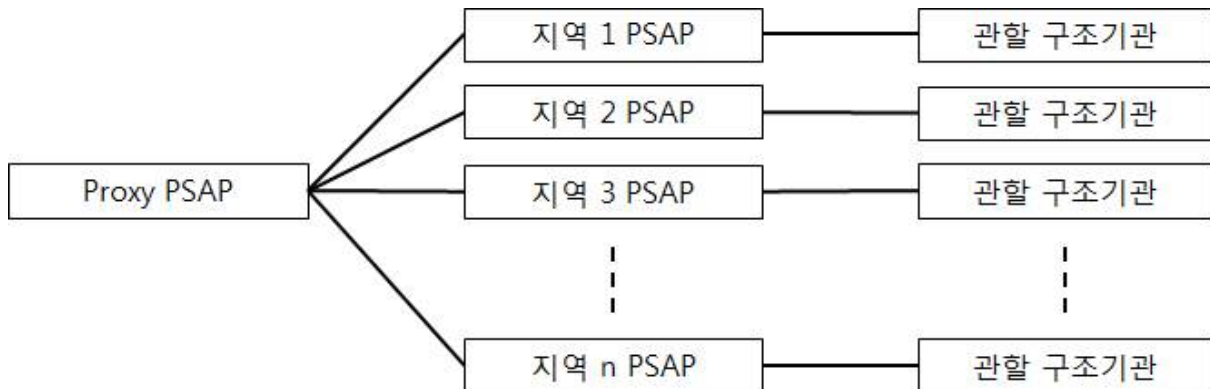 지역 1 PSAP
관할 구조기관
지역 2 PSAP
관할 구조기관
Proxy PSAP
지역 3 PSAP
관할 구조기관
지역 n PSAP
관할 구조기관